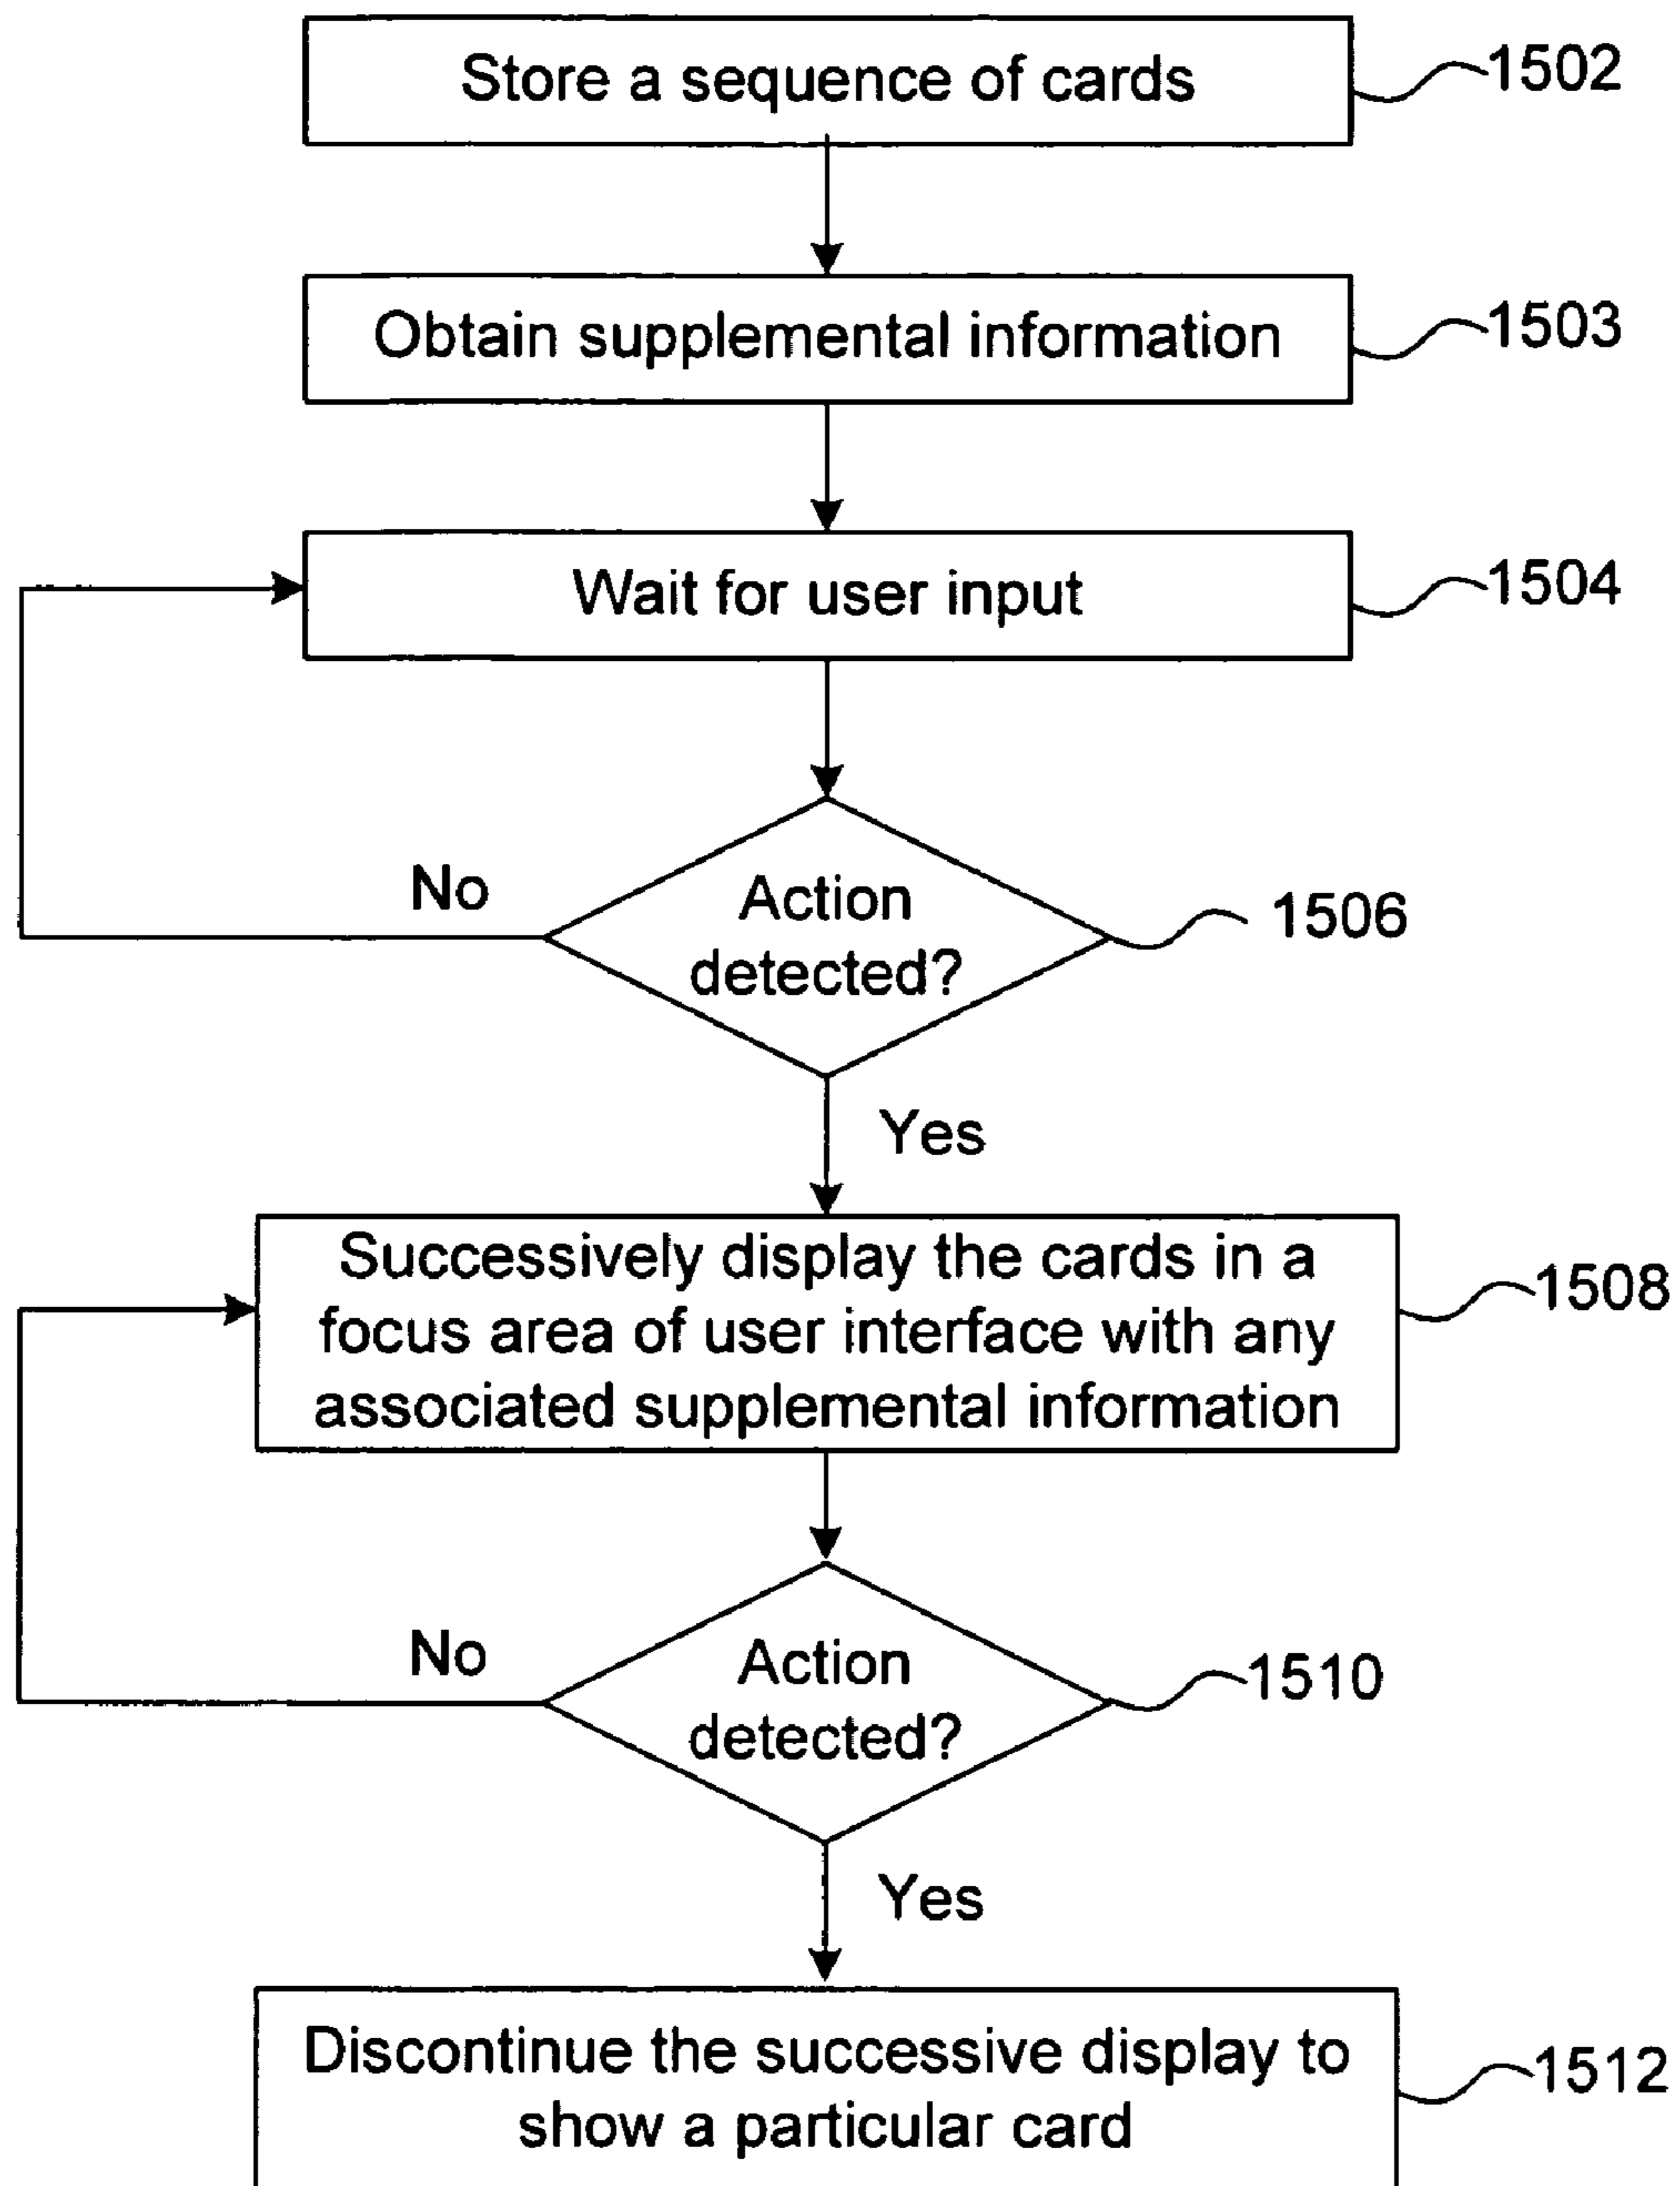 Store a sequence of cards
1502
Obtain supplemental information
1503
Wait for user input
1504
No
Action
detected?
1506
Yes
Successively display the cards in a
focus area of user interface with any
associated supplemental information
1508
No
Action
detected?
1510
Yes
Discontinue the successive display to
show a particular card
1512